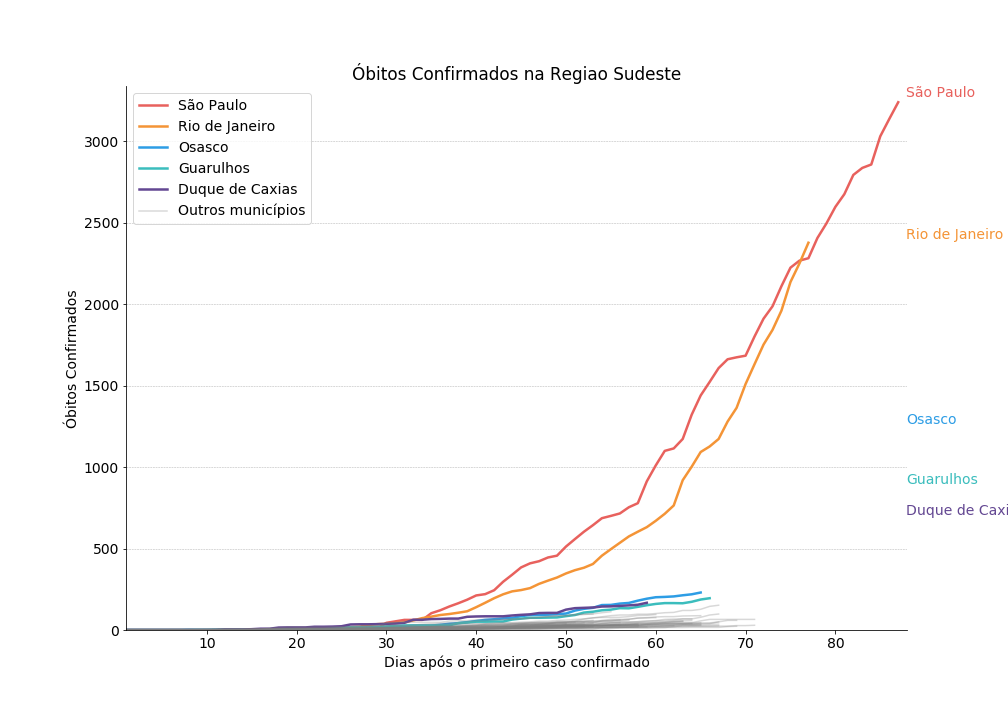 Óbitos Confirmados na Regiao Sudeste
São Paulo
Rio de Janeiro
Osasco
Guarulhos
Duque de Caxias
Outros municípios
São Paulo
Rio de Janeiro
Osasco
Guarulhos
Duque de Caxi
Óbitos Confirmados
3000
2500
2000
1500
1000
500
0
10 20 30 40 50 60 70 80
Dias após o primeiro caso confirmado